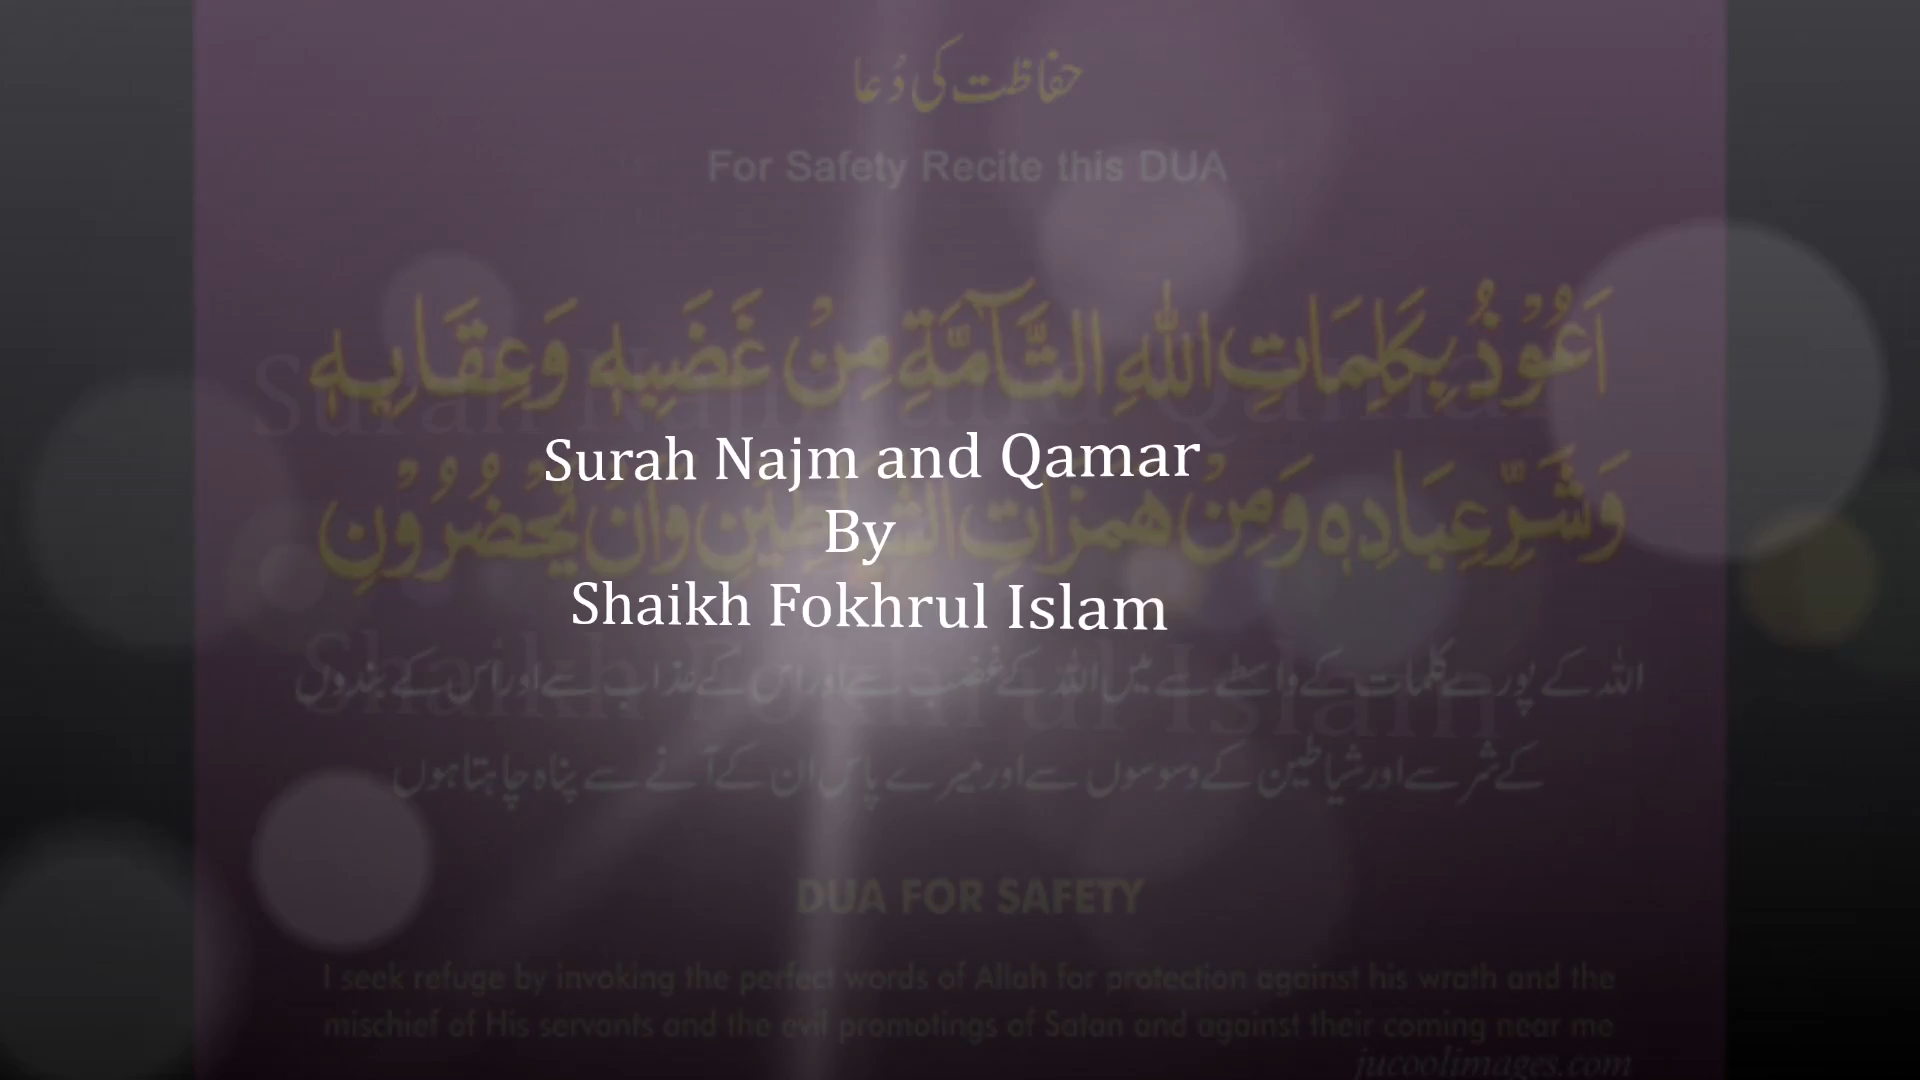 حفاظت کی دُعا
For Safety Recite this DUA
اَعُوْذُ بِکَلِمَاتِ اللّٰهِ التَّآمَّةِ مِنْ غَضَبِهٖ وَعِقَابِهٖ
Surah Najm and Qamar
وَشَرِّ عِبَادِهٖ وَمِنْ هَمَزَاتِ الشَّيٰطِيْنِ وَاَنْ يَّحْضُرُوْنِ
By
Shaikh Fokhrul Islam
اللہ کے پورے کلمات کے واسطے سے میں اللہ کے غضب سے اور اس کے عذاب سے اور اس کے بندوں
کے شر سے اور شیاطین کے وسوسوں سے اور میرے پاس ان کے آنے سے پناہ چاہتا ہوں
DUA FOR SAFETY
I seek refuge by invoking the perfect words of Allah for protection against his wrath and the
mischief of His servants and the evil promotings of Satan and against their coming near me
jucoolimages.com